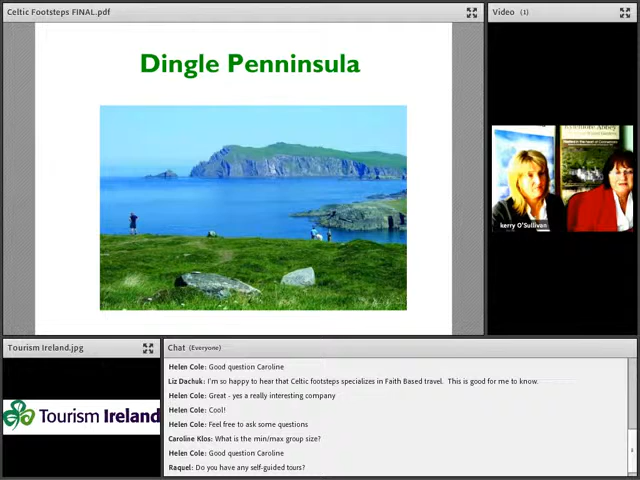 Celtic Footsteps FINAL.pdf
Video (1)
Dingle Penninsula
kerry O'Sullivan
Tourism Ireland.jpg
Tourism Ireland
Chat (Everyone)
Helen Cole: Good question Caroline
Liz Dachuk: I'm so happy to hear that Celtic footsteps specializes in Faith Based travel. This is good for me to know.
Helen Cole: Great - yes a really interesting company
Helen Cole: Cool!
Helen Cole: Feel free to ask some questions
Caroline Klos: What is the min/max group size?
Helen Cole: Good question Caroline
Raquel: Do you have any self-guided tours?